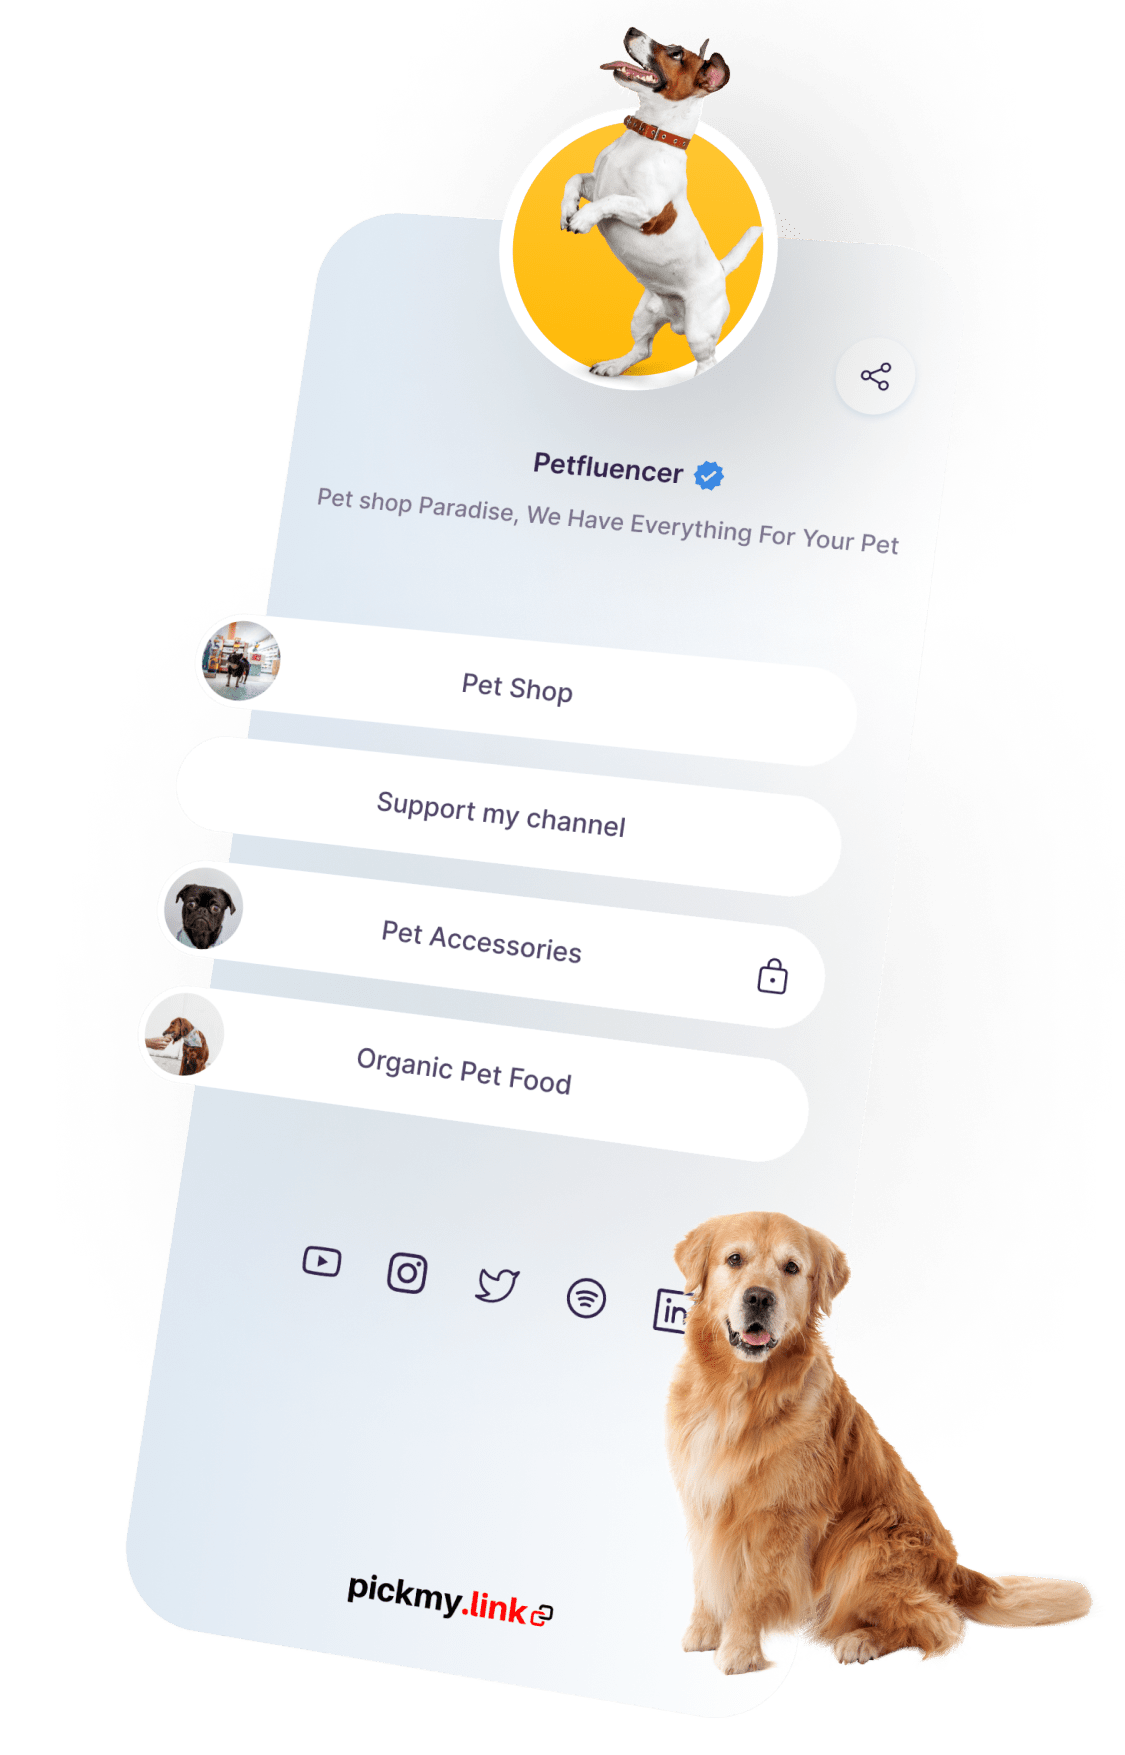 Petfluencer
Pet shop Paradise, We Have Everything For Your Pet
Pet Shop
Support my channel
Pet Accessories
Organic Pet Food
in
pickmy.link